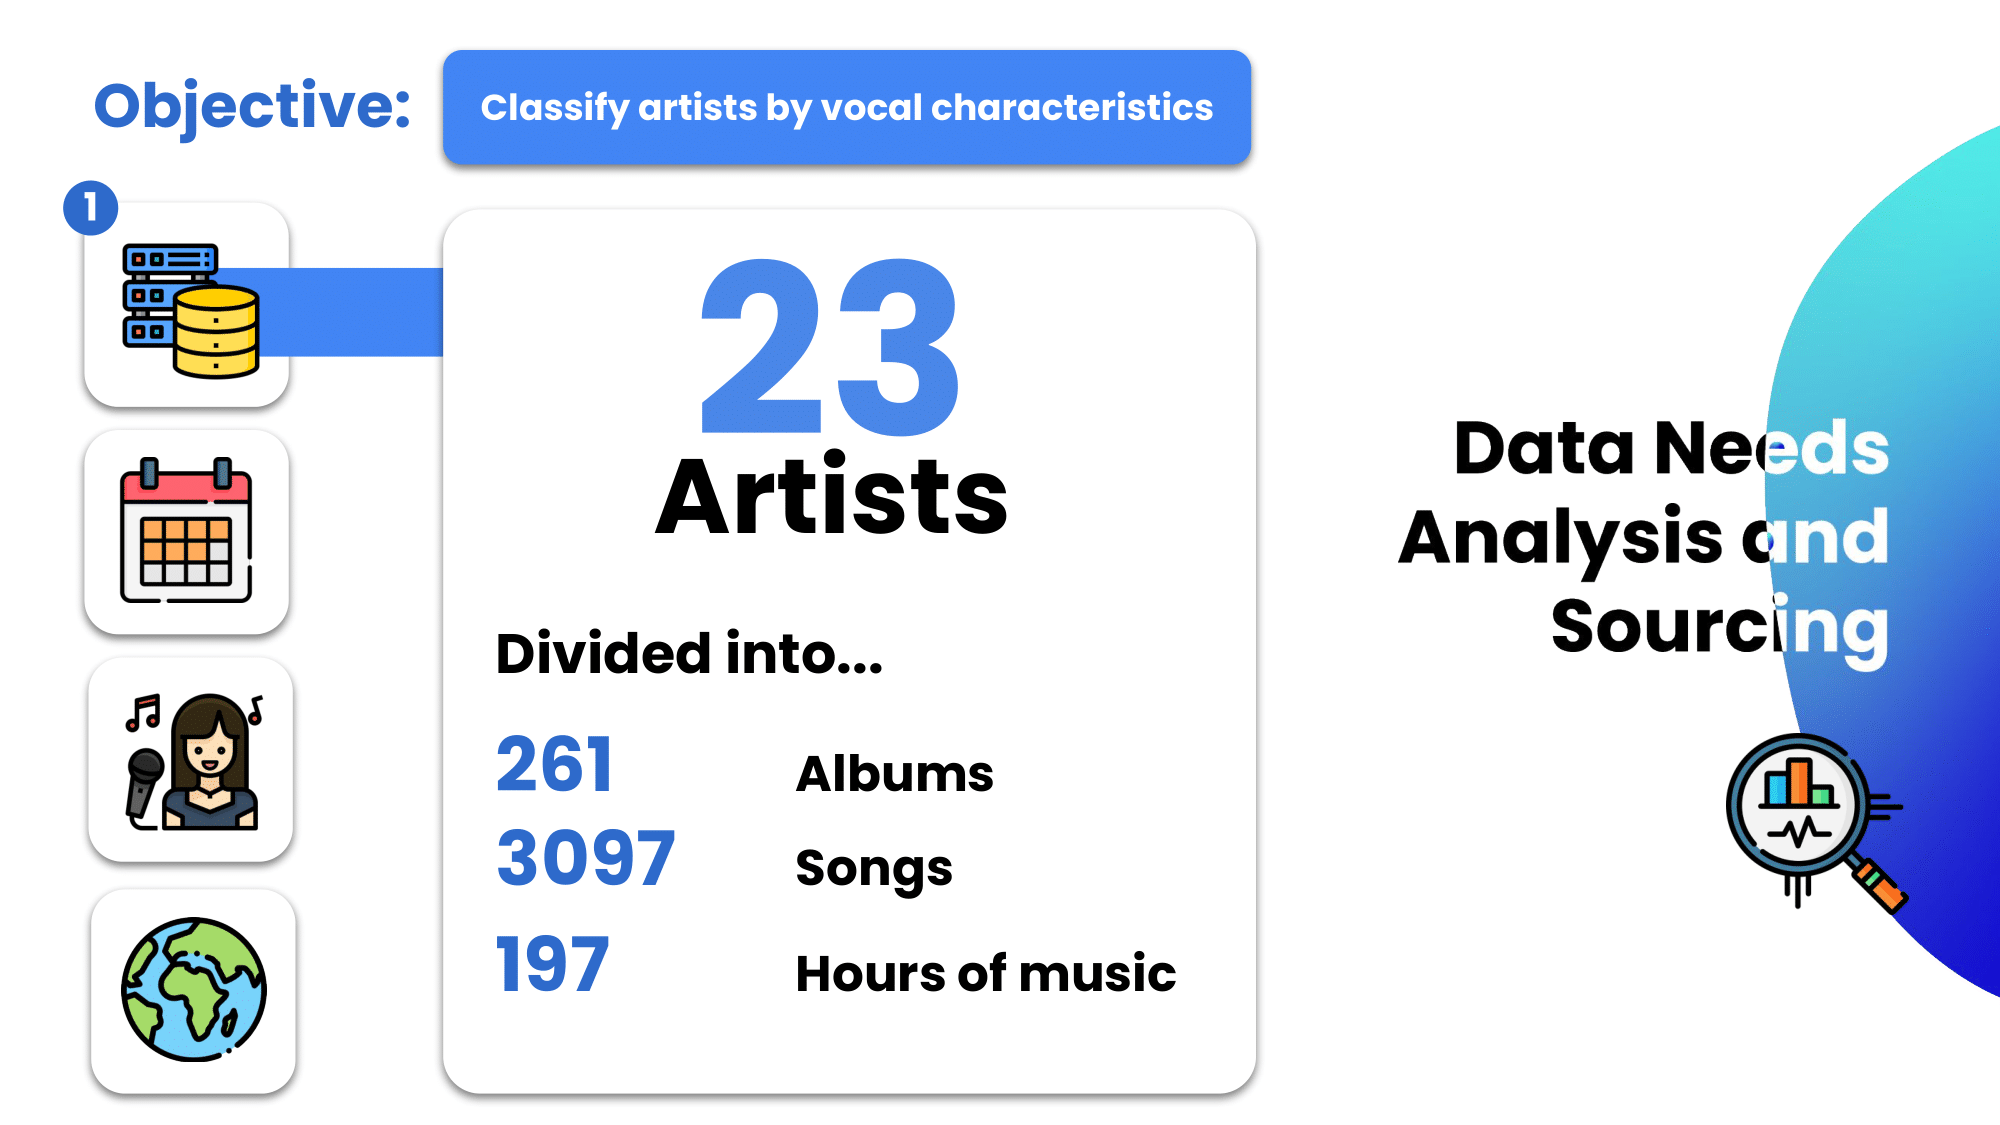 Objective:
Classify artists by vocal characteristics
1
23
Artists
Divided into...
261 Albums
3097 Songs
197 Hours of music
Data Needs
Analysis and
Sourcing